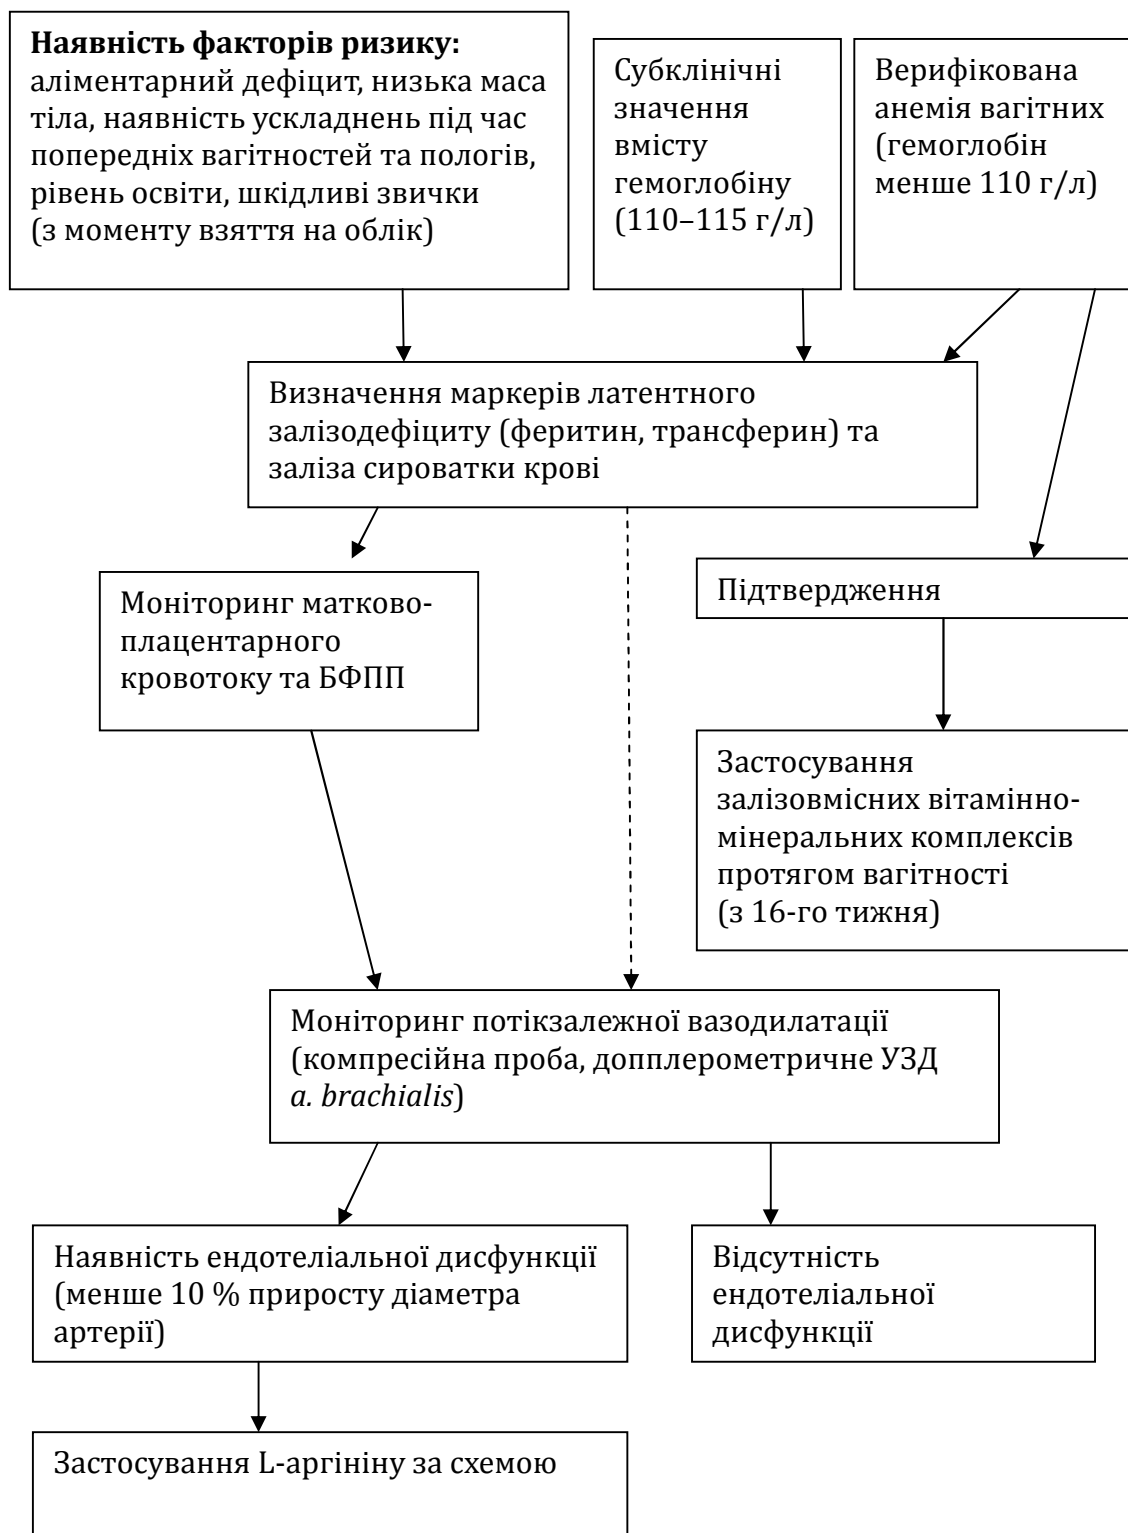 Наявність факторів ризику:
аліментарний дефіцит, низька маса
тіла, наявність ускладнень під час
попередніх вагітностей та пологів,
рівень освіти, шкідливі звички
(з моменту взяття на облік)
Субклінічні
значення
вмісту
гемоглобіну
(110–115 г/л)
Верифікована
анемія вагітних
(гемоглобін
менше 110 г/л)
Визначення маркерів латентного
залізодефіциту (феритин, трансферин) та
заліза сироватки крові
Моніторинг матково-
плацентарного
кровотоку та БФПП
Підтвердження
Застосування
залізовмісних вітамінно-
мінеральних комплексів
протягом вагітності
(з 16-го тижня)
Моніторинг потікзалежної вазодилатації
(компресійна проба, допплерометричне УЗД
a. brachialis)
Наявність ендотеліальної дисфункції
(менше 10 % приросту діаметра
артерії)
Відсутність
ендотеліальної
дисфункції
Застосування L-аргініну за схемою